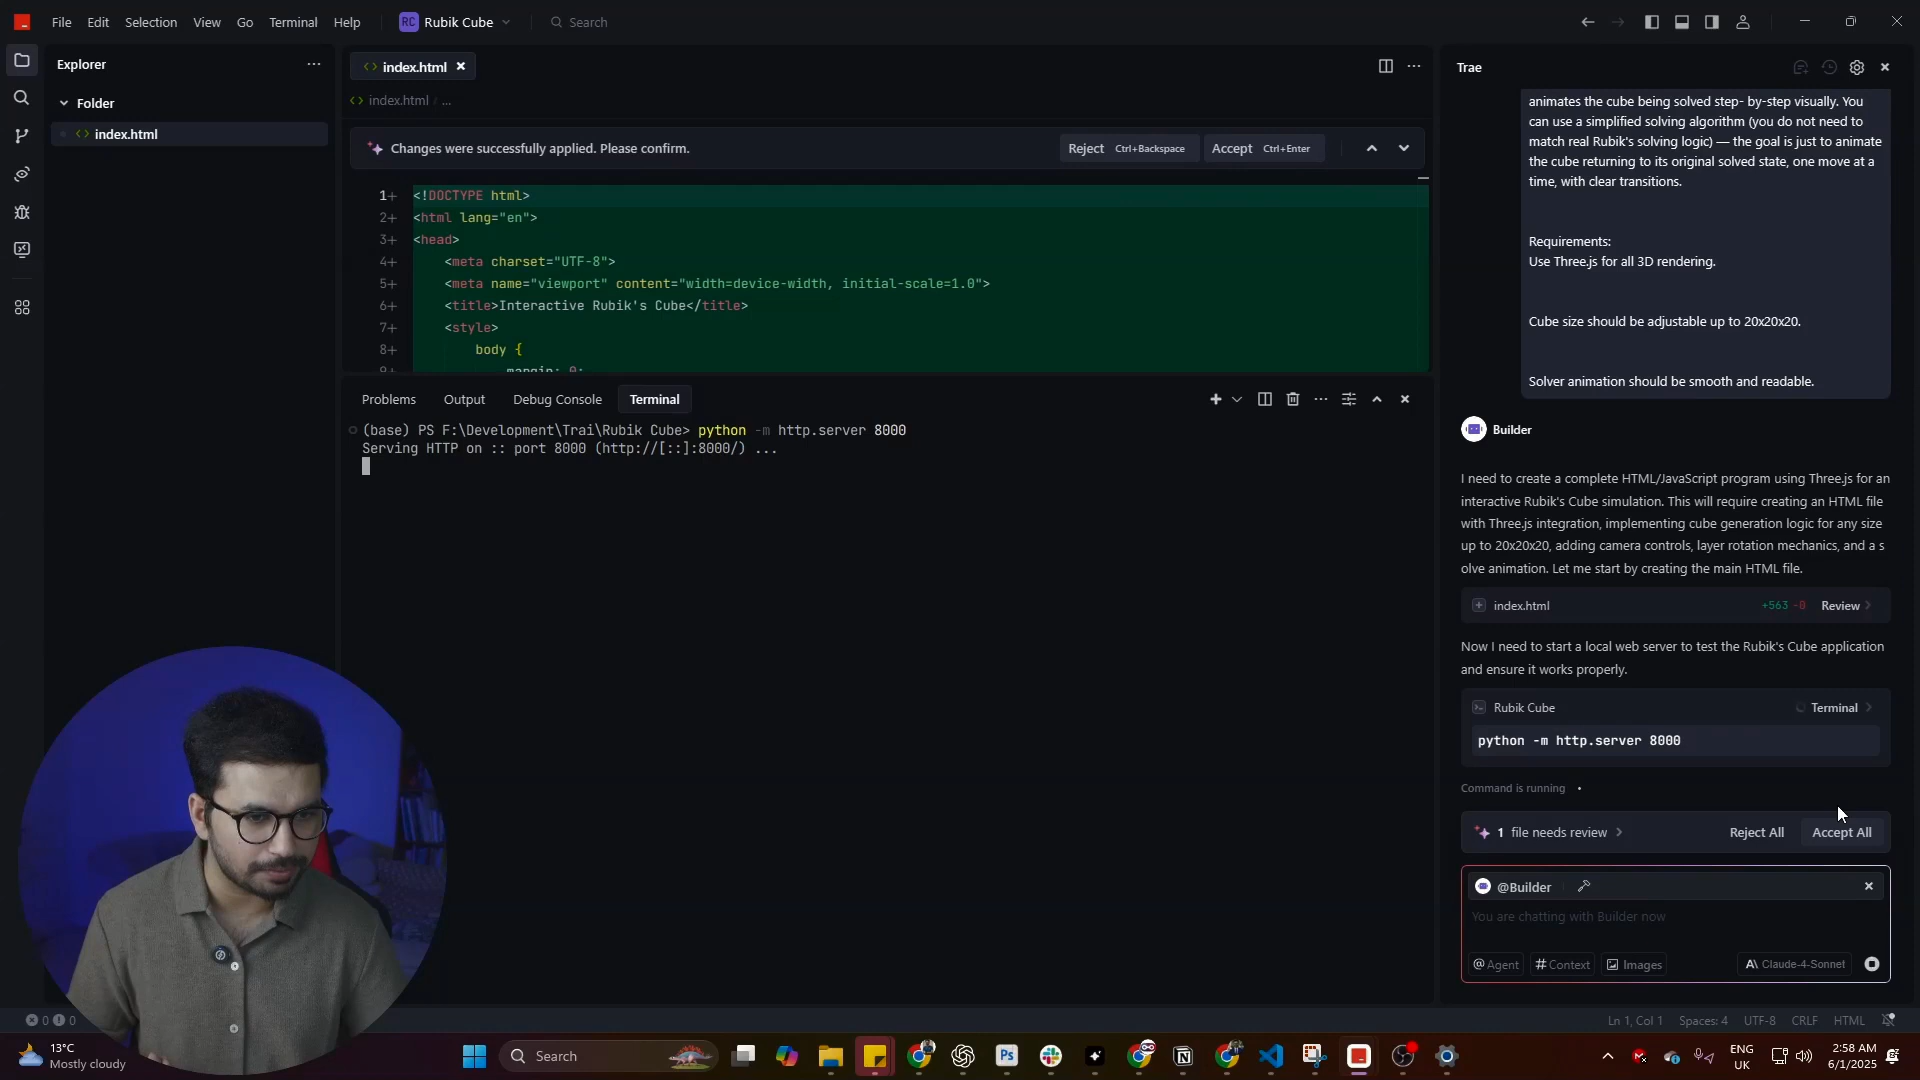 File Edit Selection View Go Terminal Help RC Rubik Cube Search
Explorer
Folder
index.html
index.html
index.html ...
Changes were successfully applied. Please confirm. Reject Ctrl+Backspace Accept Ctrl+Enter
1+ <!DOCTYPE html>
2+ <html lang="en">
3+ <head>
4+ <meta charset="UTF-8">
5+ <meta name="viewport" content="width=device-width, initial-scale=1.0">
6+ <title>Interactive Rubik's Cube</title>
7+ <style>
8+ body {
9+ margin: 0;
Problems Output Debug Console Terminal
(base) PS F:\Development\Trai\Rubik Cube> python -m http.server 8000
Serving HTTP on :: port 8000 (http://[::]:8000/) ...
Trae
animates the cube being solved step- by-step visually. You
can use a simplified solving algorithm (you do not need to
match real Rubik's solving logic) — the goal is just to animate
the cube returning to its original solved state, one move at a
time, with clear transitions.
Requirements:
Use Three.js for all 3D rendering.
Cube size should be adjustable up to 20x20x20.
Solver animation should be smooth and readable.
Builder
I need to create a complete HTML/JavaScript program using Three.js for an
interactive Rubik's Cube simulation. This will require creating an HTML file
with Three.js integration, implementing cube generation logic for any size
up to 20x20x20, adding camera controls, layer rotation mechanics, and a s
olve animation. Let me start by creating the main HTML file.
index.html +563 -0 Review
Now I need to start a local web server to test the Rubik's Cube application
and ensure it works properly.
Rubik Cube Terminal
python -m http.server 8000
Command is running
1 file needs review Reject All Accept All
@Builder
You are chatting with Builder now
@ Agent # Context Images A\ Claude-4-Sonnet
0 0
Ln 1, Col 1 Spaces: 4 UTF-8 CRLF HTML
13°C
Mostly cloudy
Search
Ps
ENG
UK
2:58 AM
6/1/2025